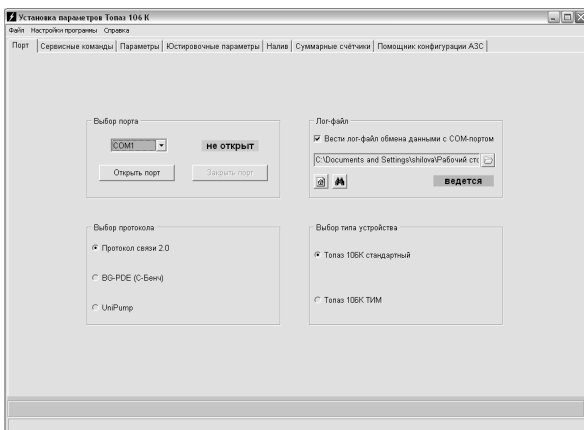 Установка параметров Топаз 106 К
Файл Настройки программы Справка
Порт Сервисные команды Параметры Юстировочные параметры Налив Суммарные счётчики Помощник конфигурации АЗС
Выбор порта
COM1 не открыт
Открыть порт Закрыть порт
Лог-файл
Вести лог-файл обмена данными с COM-портом
C:\Documents and Settings\shilova\Рабочий стс
ведется
Выбор протокола
Протокол связи 2.0
BG-PDE (С-Бенч)
UniPump
Выбор типа устройства
Топаз 106К стандартный
Топаз 106К ТИМ